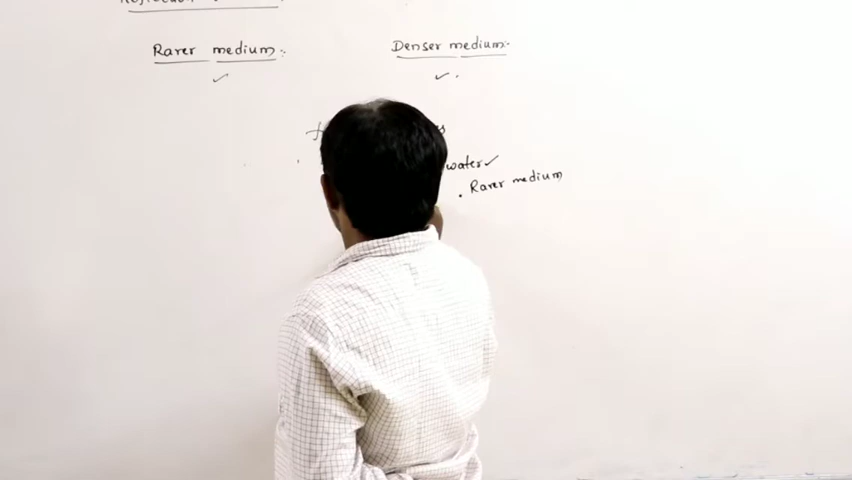 Rarer medium:-
Denser medium:-
water✓
. Rarer medium